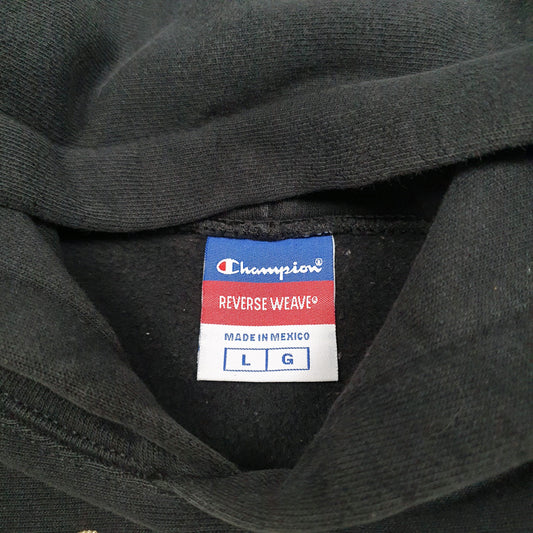 Champion®
REVERSE WEAVE®
MADE IN MEXICO
L G